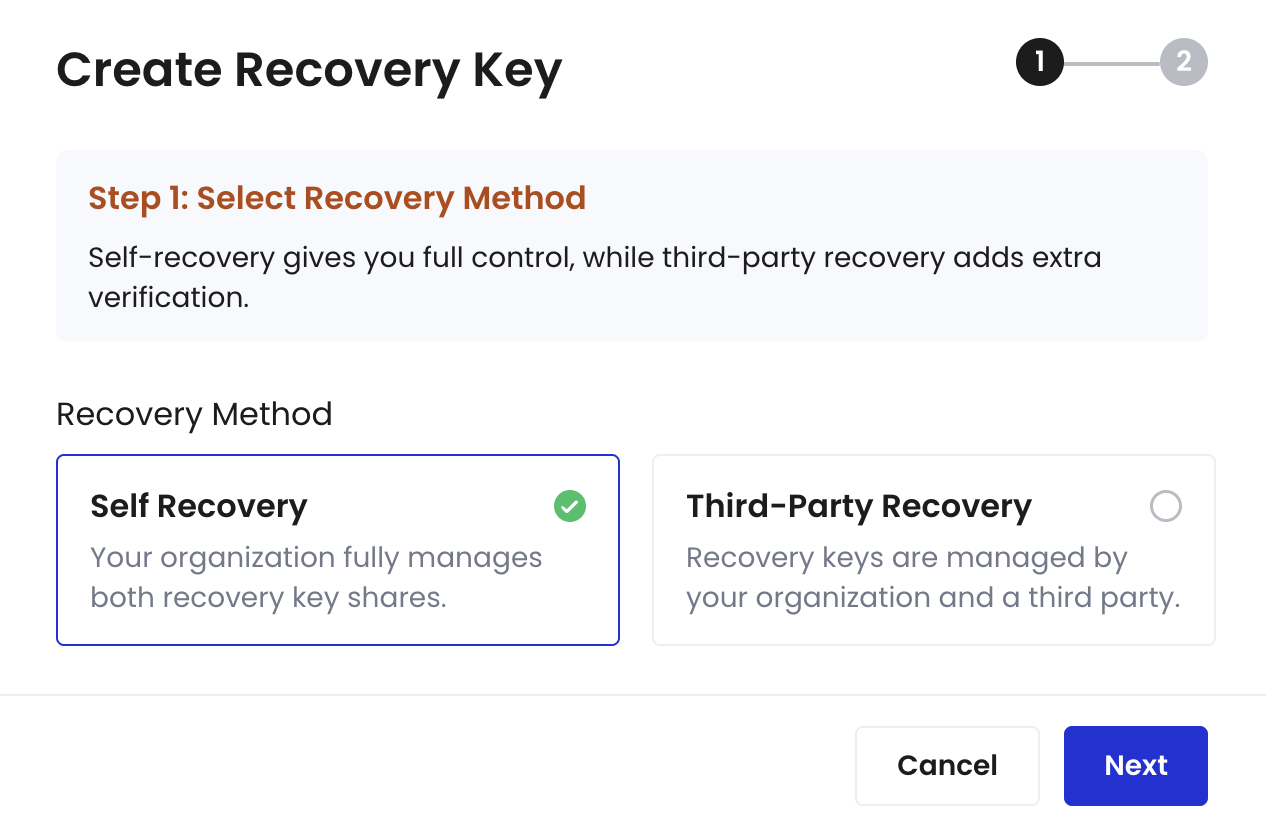 Create Recovery Key
1
2
Step 1: Select Recovery Method
Self-recovery gives you full control, while third-party recovery adds extra
verification.
Recovery Method
Self Recovery
Your organization fully manages
both recovery key shares.
Third-Party Recovery
Recovery keys are managed by
your organization and a third party.
Cancel
Next